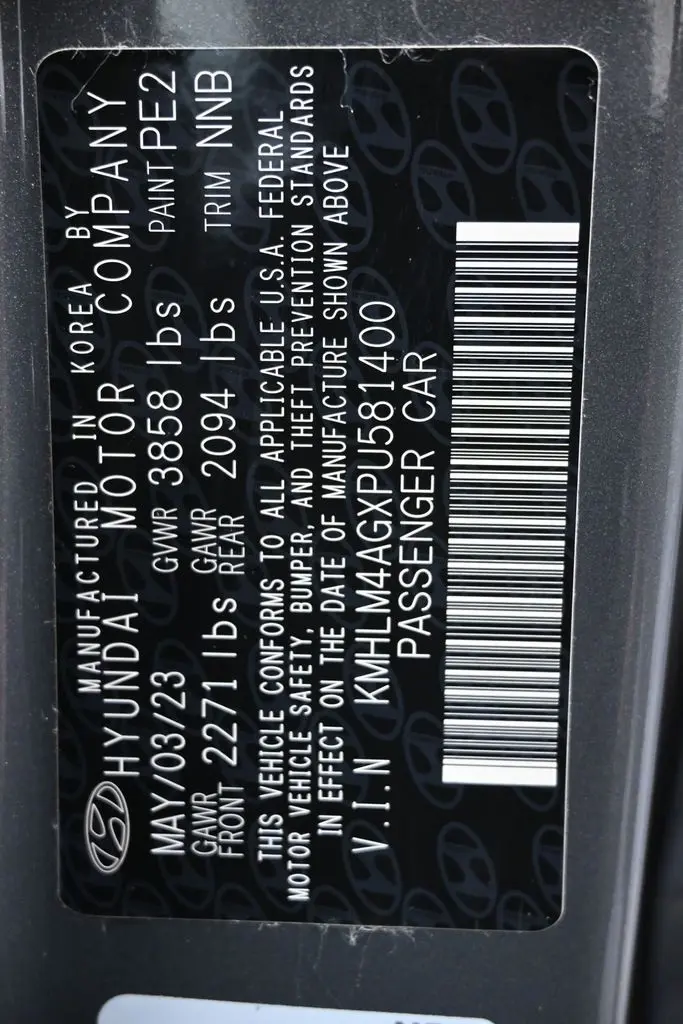 MANUFACTURED IN KOREA BY
HYUNDAI MOTOR COMPANY
MAY/03/23 GVWR 3858 lbs PAINT PE2
GAWR FRONT 2271 lbs GAWR REAR 2094 lbs TRIM NNB
THIS VEHICLE CONFORMS TO ALL APPLICABLE U.S.A. FEDERAL
MOTOR VEHICLE SAFETY, BUMPER, AND THEFT PREVENTION STANDARDS
IN EFFECT ON THE DATE OF MANUFACTURE SHOWN ABOVE
V.I.N KMHLM4AGXPU581400
PASSENGER CAR